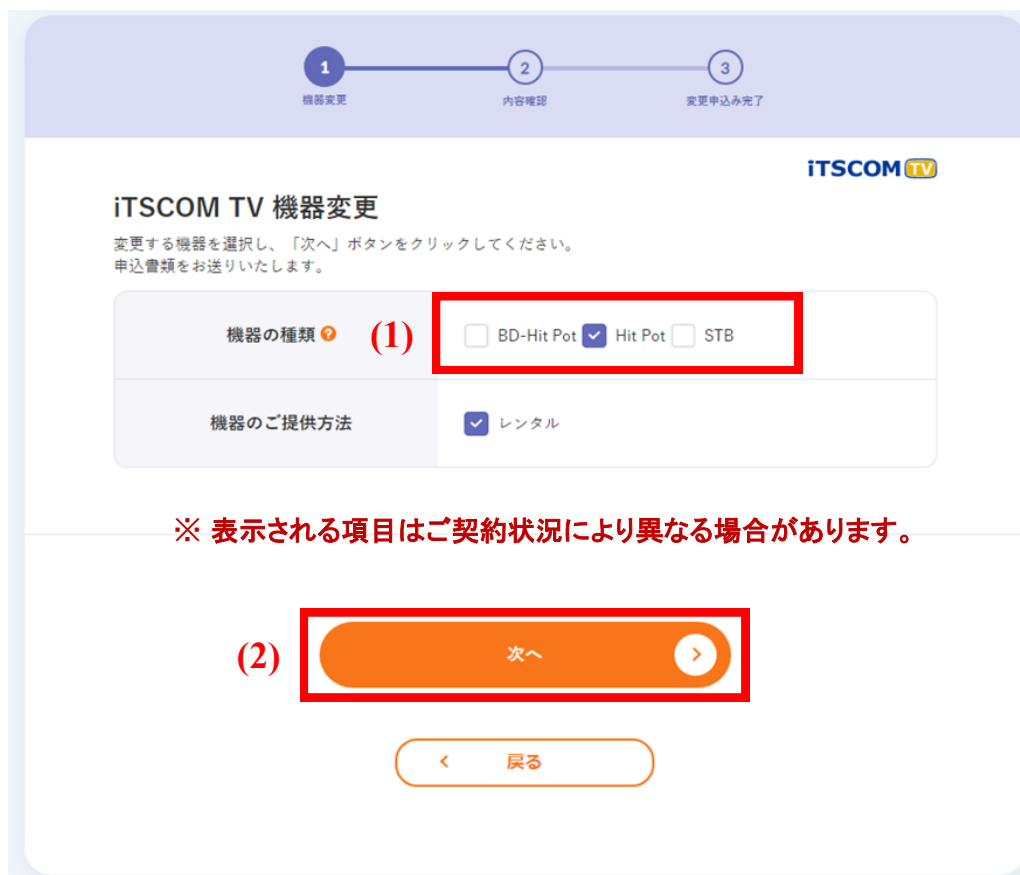 1
2
3
機器変更
内容確認
変更申込み完了
iTSCOM TV
iTSCOM TV 機器変更
変更する機器を選択し、「次へ」ボタンをクリックしてください。
申込書類をお送りいたします。
機器の種類 ?
(1)
BD-Hit Pot Hit Pot STB
機器のご提供方法
レンタル
※ 表示される項目はご契約状況により異なる場合があります。
(2)
次へ
戻る